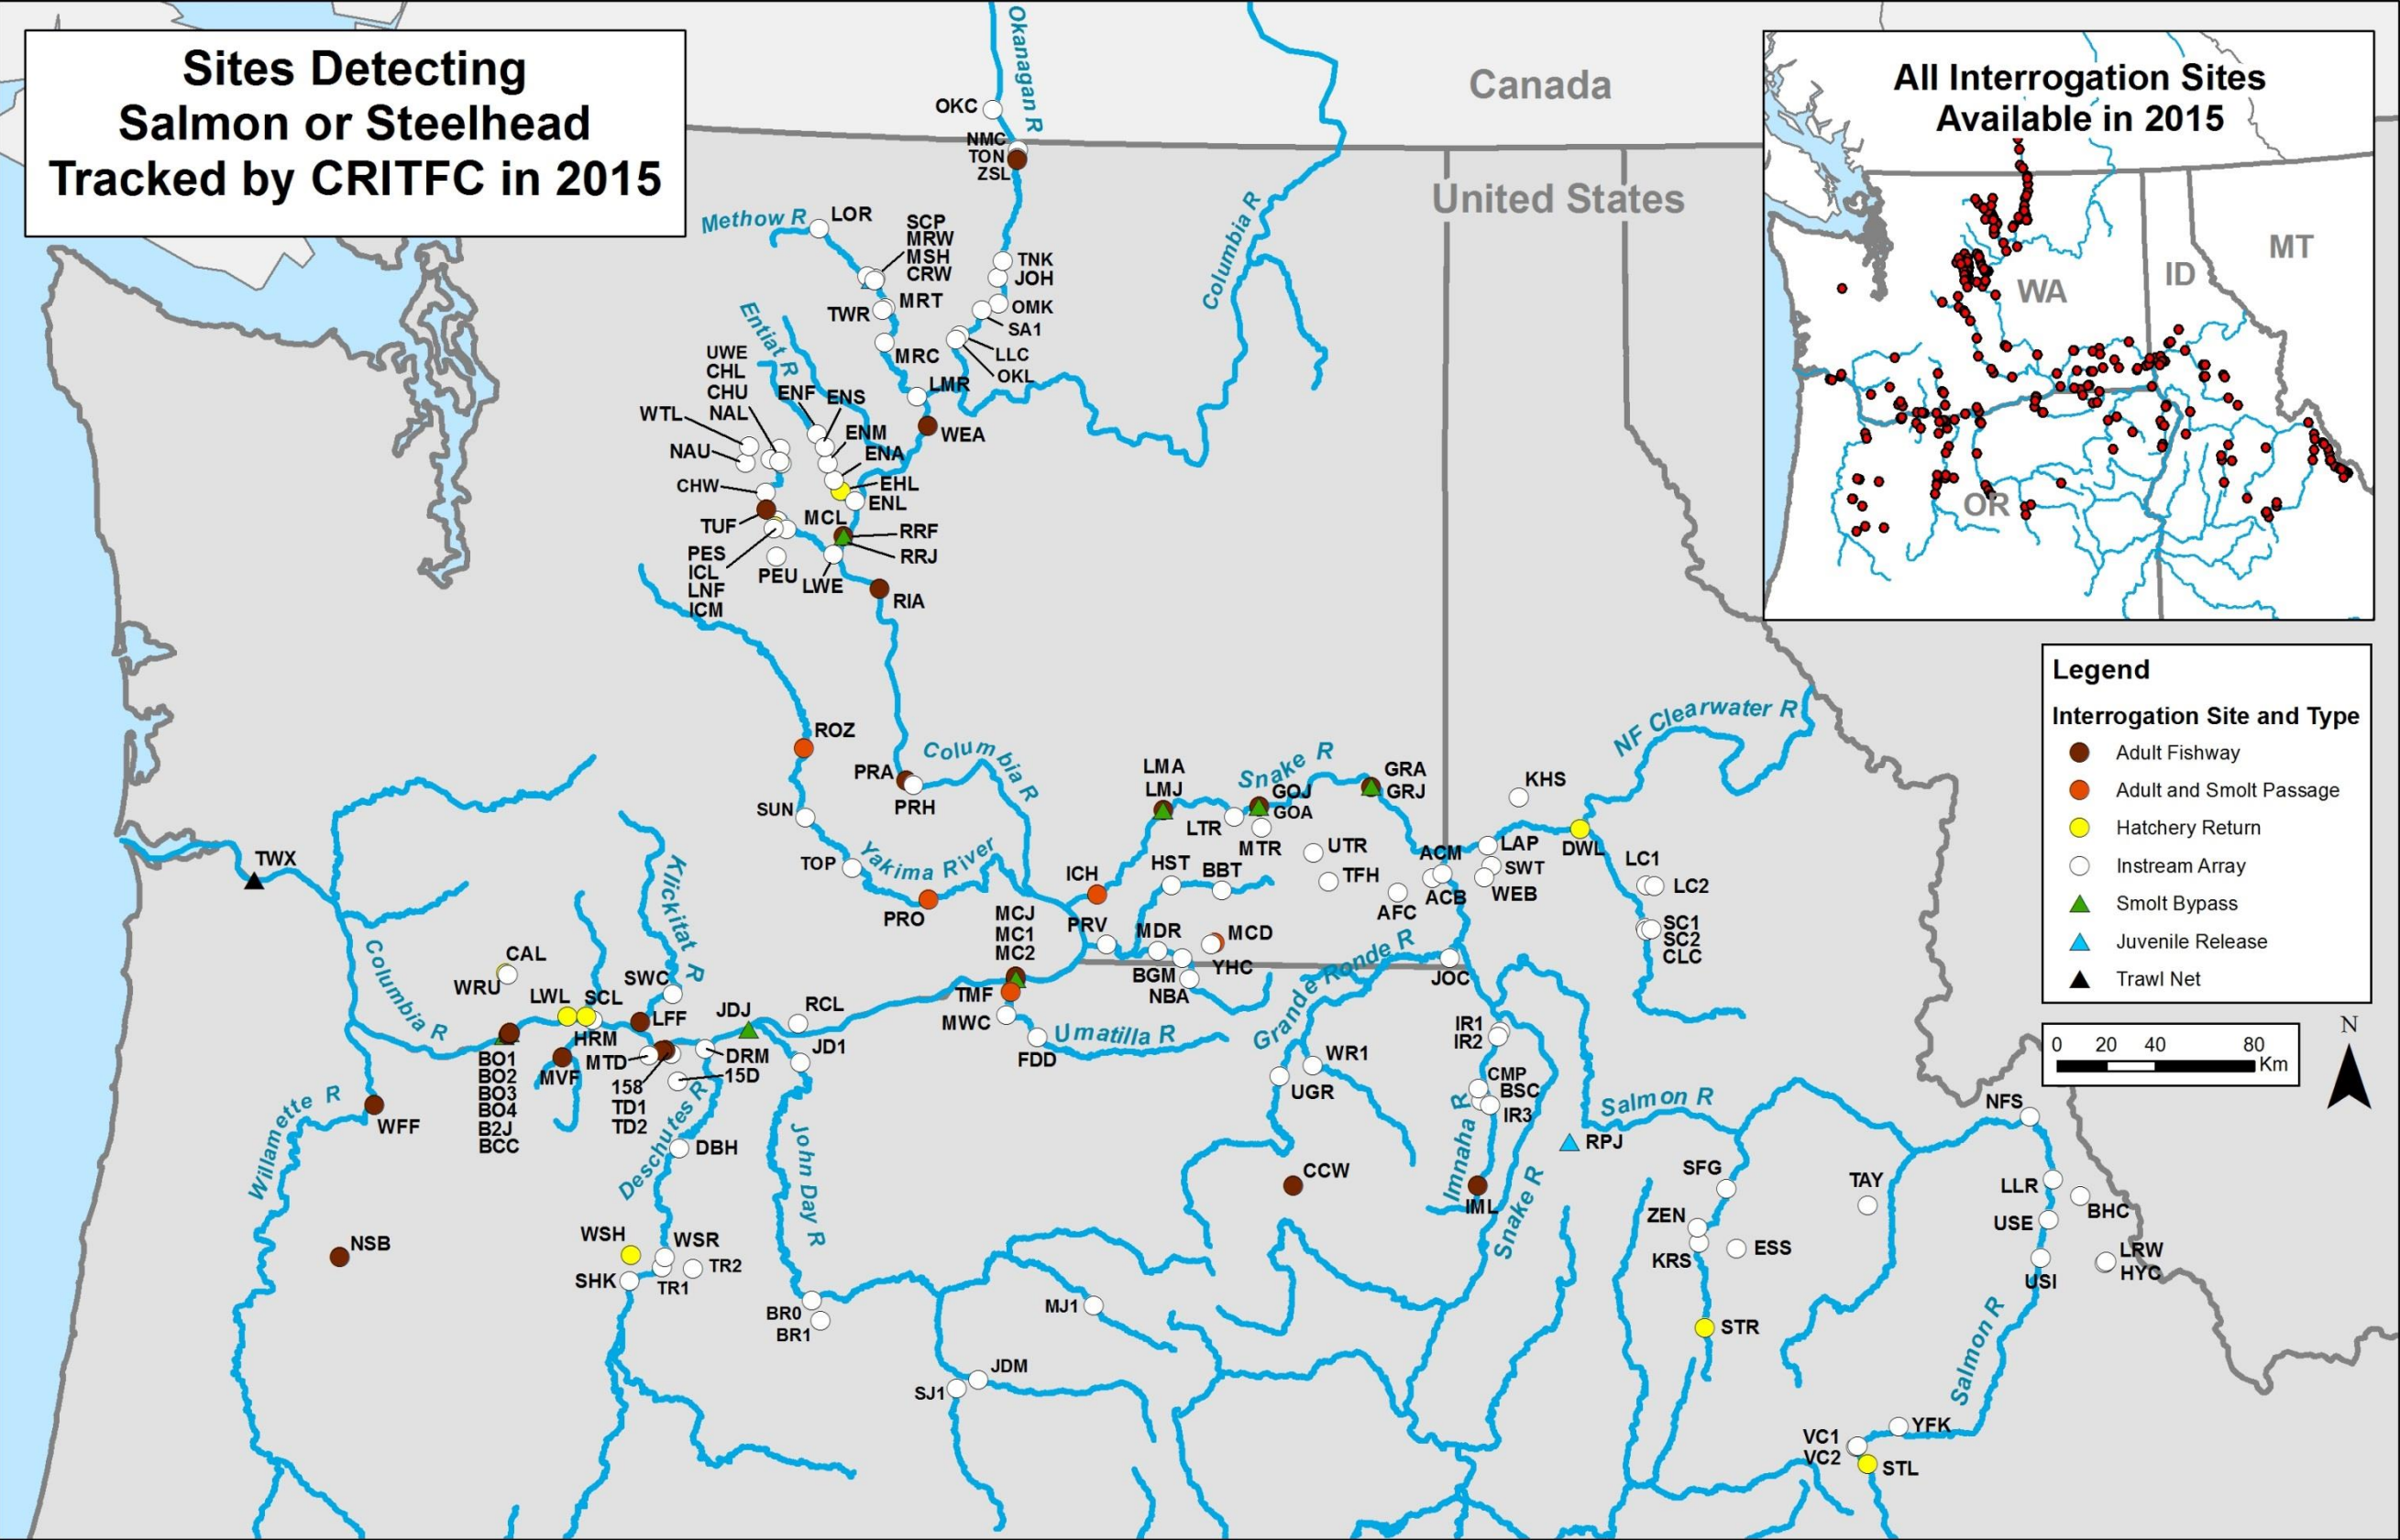 Sites Detecting
Salmon or Steelhead
Tracked by CRITFC in 2015
Okanagan R
Canada
United States
All Interrogation Sites
Available in 2015
WA
ID
MT
OR
OKC
NMC
TON
ZSL
Methow R
LOR
SCP
MRW
MSH
CRW
TNK
JOH
MRT
TWR
OMK
SA1
Columbia R
Entiat R
MRC
LLC
OKL
UWE
CHL
CHU
NAL
LMR
ENF
ENS
WTL
NAU
ENM
WEA
ENA
CHW
EHL
ENL
TUF
MCL
RRF
RRJ
PES
ICL
LNF
ICM
PEU
LWE
RIA
ROZ
PRA
PRH
Columbia R
SUN
TOP
Yakima River
PRO
LMA
LMJ
Snake R
GOJ
GOA
GRA
GRJ
LTR
MTR
UTR
TFH
KHS
NF Clearwater R
DWL
LAP
SWT
WEB
ACM
ACB
AFC
LC1
LC2
SC1
SC2
CLC
ICH
HST
BBT
PRV
MDR
MCD
YHC
BGM
NBA
MCJ
MC1
MC2
TMF
MWC
FDD
Umatilla R
Grande Ronde R
JOC
TWX
Columbia R
Klickitat R
CAL
WRU
LWL
SCL
SWC
LFF
JDJ
RCL
JD1
HRM
MTD
MVF
DRM
15D
158
TD1
TD2
BO1
BO2
BO3
BO4
B2J
BCC
Willamette R
WFF
NSB
Deschutes R
DBH
John Day R
WSH
WSR
TR2
TR1
SHK
BR0
BR1
MJ1
JDM
SJ1
UGR
WR1
CCW
IR1
IR2
CMP
BSC
IR3
Imnaha R
IML
Snake R
RPJ
Salmon R
SFG
ZEN
KRS
ESS
STR
TAY
NFS
LLR
BHC
USE
LRW
HYC
USI
Salmon R
YFK
VC1
VC2
STL
Legend
Interrogation Site and Type
Adult Fishway
Adult and Smolt Passage
Hatchery Return
Instream Array
Smolt Bypass
Juvenile Release
Trawl Net
0 20 40 80
Km
N